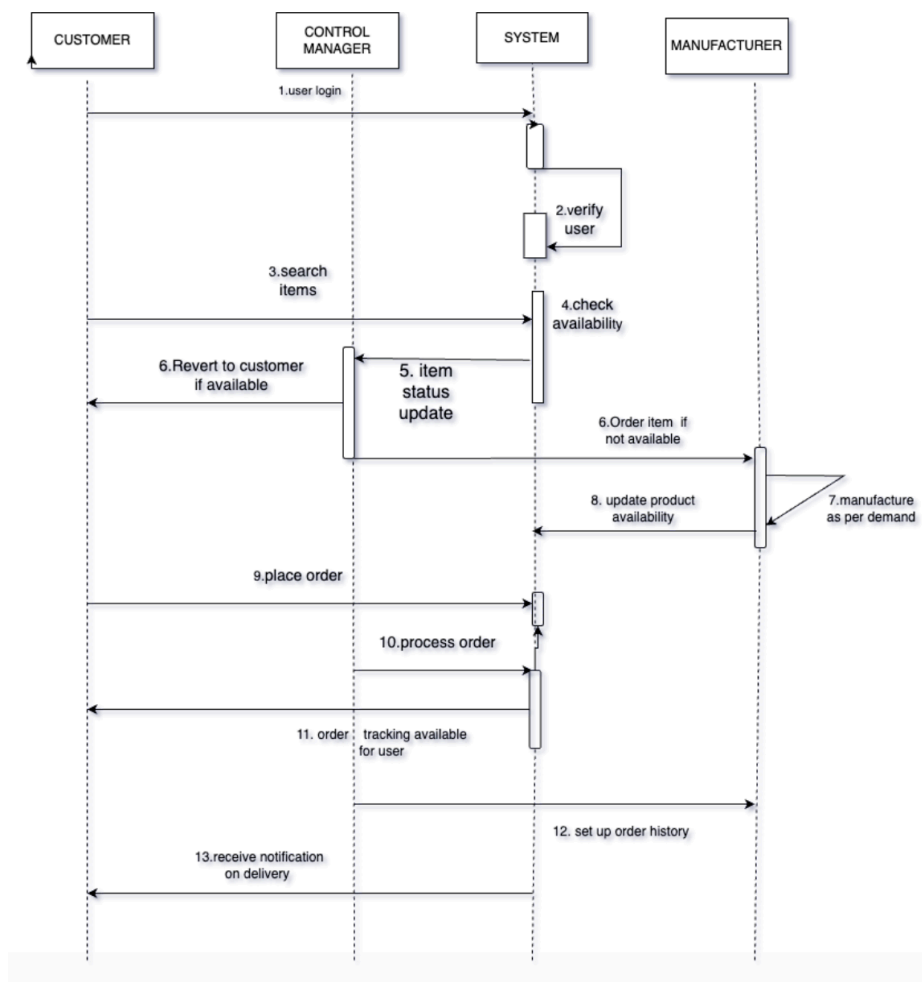 CUSTOMER
CONTROL
MANAGER
SYSTEM
MANUFACTURER
1.user login
2.verify
user
3.search
items
4.check
availability
5. item
status
update
6.Revert to customer
if available
6.Order item if
not available
7.manufacture
as per demand
8. update product
availability
9.place order
10.process order
11. order tracking available
for user
12. set up order history
13.receive notification
on delivery